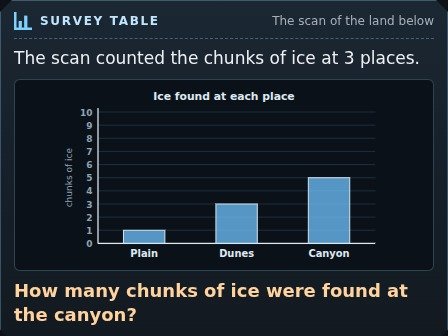 SURVEY TABLE
The scan of the land below
The scan counted the chunks of ice at 3 places.
Ice found at each place
chunks of ice
10
9
8
7
6
5
4
3
2
1
0
Plain
Dunes
Canyon
How many chunks of ice were found at
the canyon?